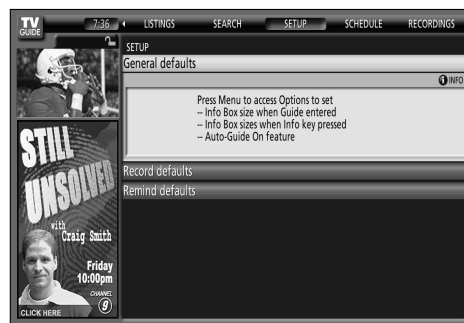 TV
GUIDE
7:36
LISTINGS
SEARCH
SETUP
SCHEDULE
RECORDINGS
SETUP
General defaults
INFO
Press Menu to access Options to set
-- Info Box size when Guide entered
-- Info Box sizes when Info key pressed
-- Auto-Guide On feature
Record defaults
Remind defaults
STILL
UNSOLVED
with
Craig Smith
Friday
10:00pm
CHANNEL
9
CLICK HERE